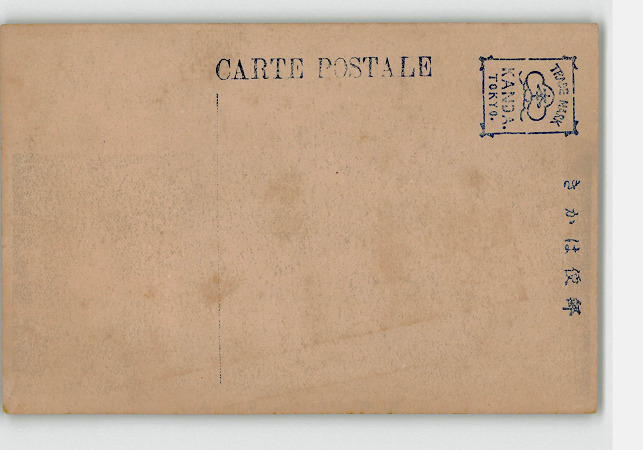 CARTE POSTALE
TRADE MARK
KANDA.
TOKYO.
きかは便郵